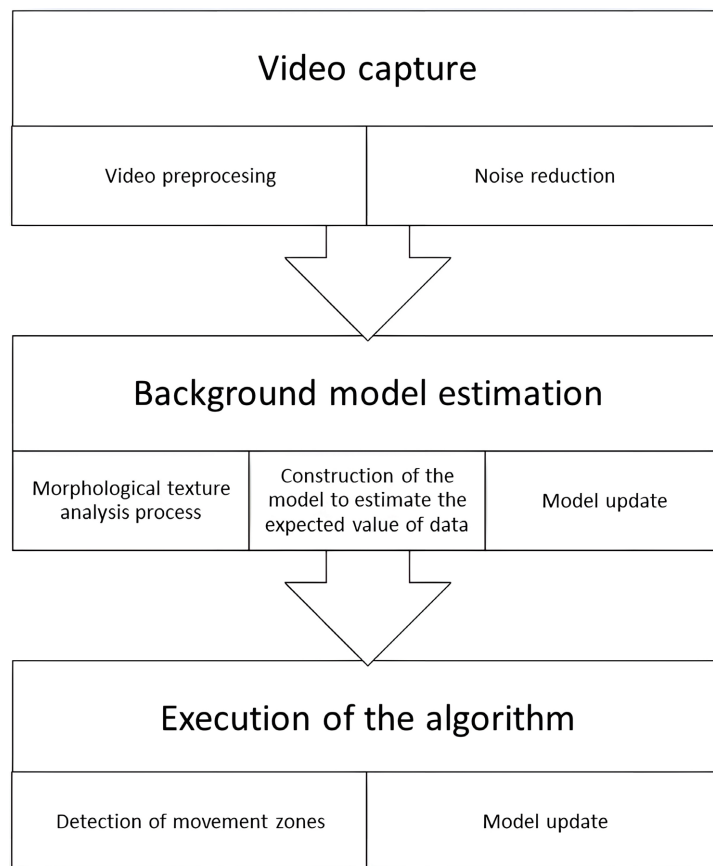 Video capture
Video preprocesing
Noise reduction
Background model estimation
Morphological texture
analysis process
Construction of the
model to estimate the
expected value of data
Model update
Execution of the algorithm
Detection of movement zones
Model update